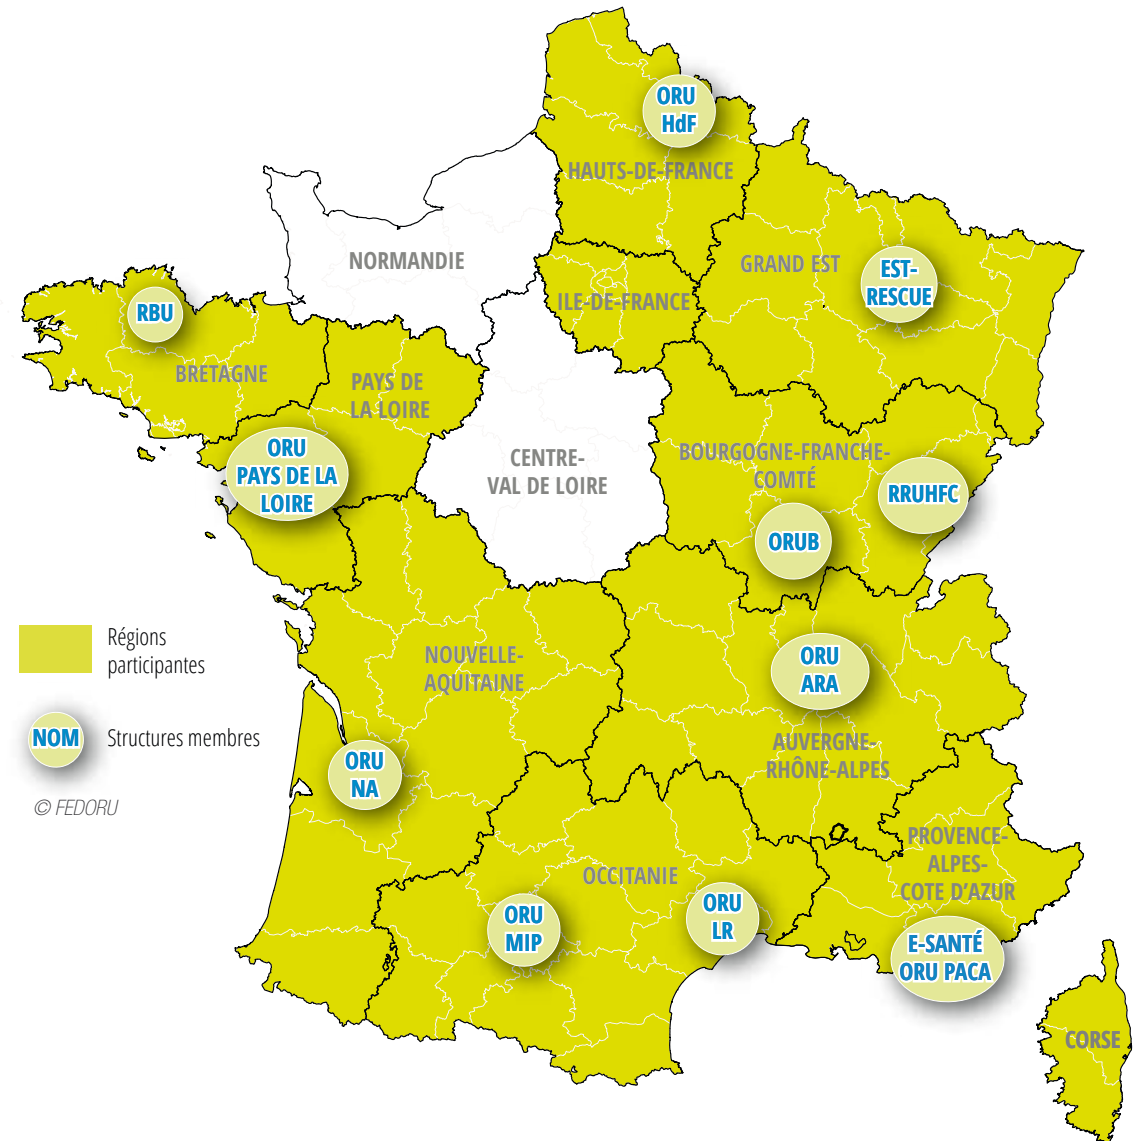 ORU
HdF
HAUTS-DE-FRANCE
NORMANDIE
GRAND EST
EST-
RESCUE
ILE-DE-FRANCE
RBU
BRETAGNE
PAYS DE
LA LOIRE
ORU
PAYS DE LA
LOIRE
CENTRE-
VAL DE LOIRE
BOURGOGNE-FRANCHE-
COMTÉ
RRUHFC
ORUB
Régions
participantes
NOM
Structures membres
© FEDORU
NOUVELLE-
AQUITAINE
ORU
ARA
AUVERGNE-
RHÔNE-ALPES
ORU
NA
PROVENCE-
ALPES-
COTE D'AZUR
OCCITANIE
ORU
MIP
ORU
LR
E-SANTÉ
ORU PACA
CORSE